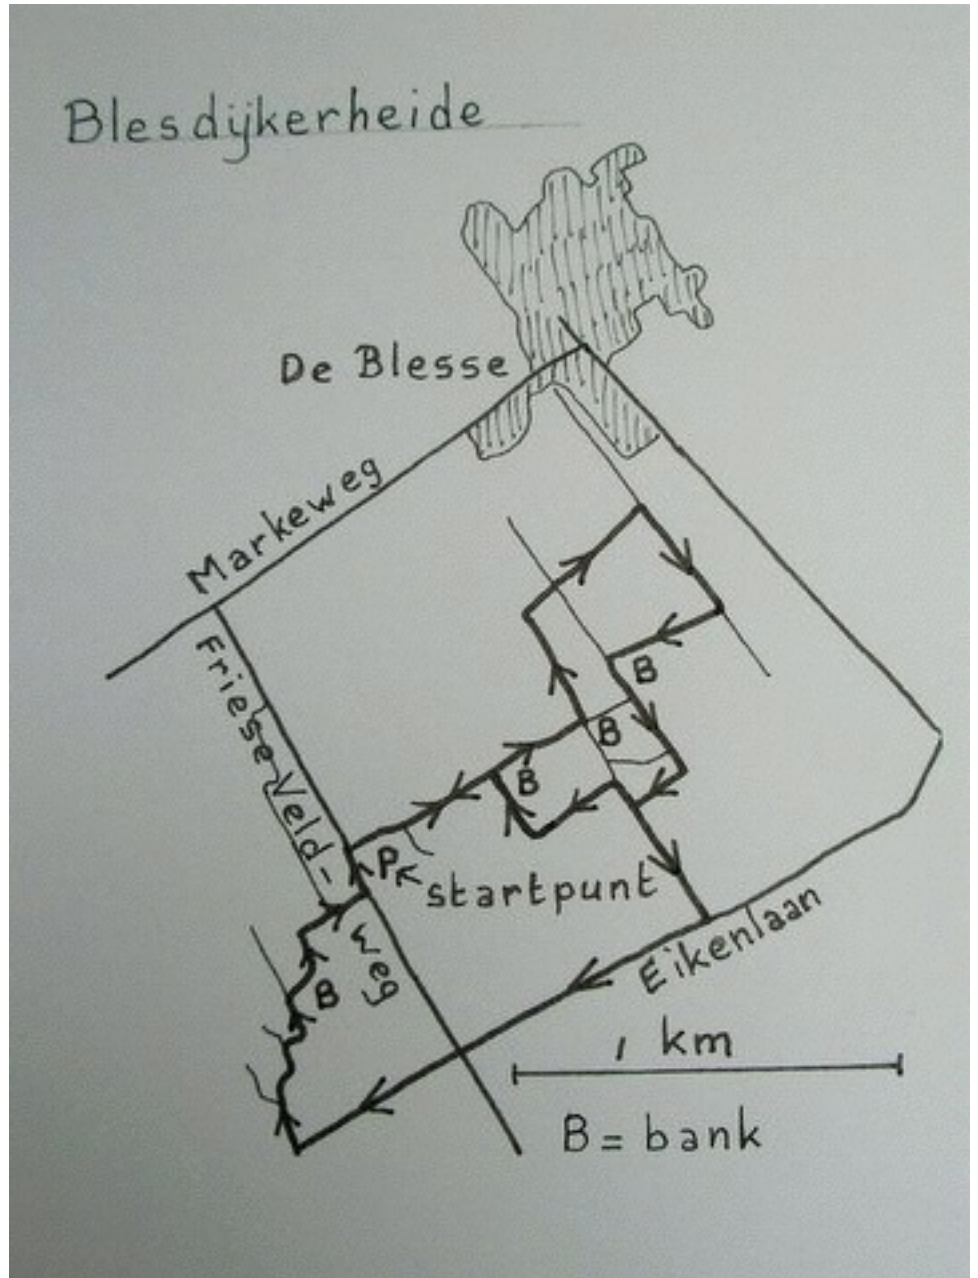 Blesdijkerheide
De Blesse
Markeweg
Friese Veld-
weg
B
B
B
P
startpunt
B
Eikenlaan
1 km
B = bank